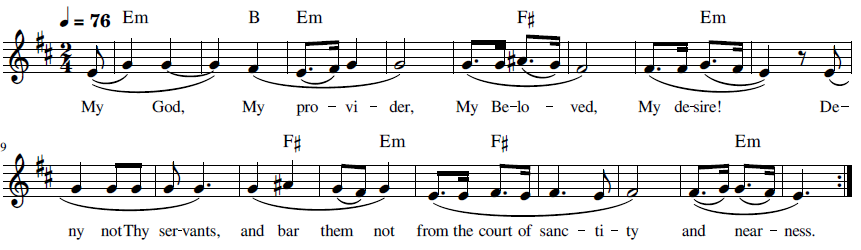 ♩ = 76 Em B Em F♯ Em
2
4
My God, My pro – vi – der, My Be–lo – ved, My de–sire! De–
9 F♯ Em F♯ Em
ny not Thy ser–vants, and bar them not from the court of sanc – ti – ty and near – ness.